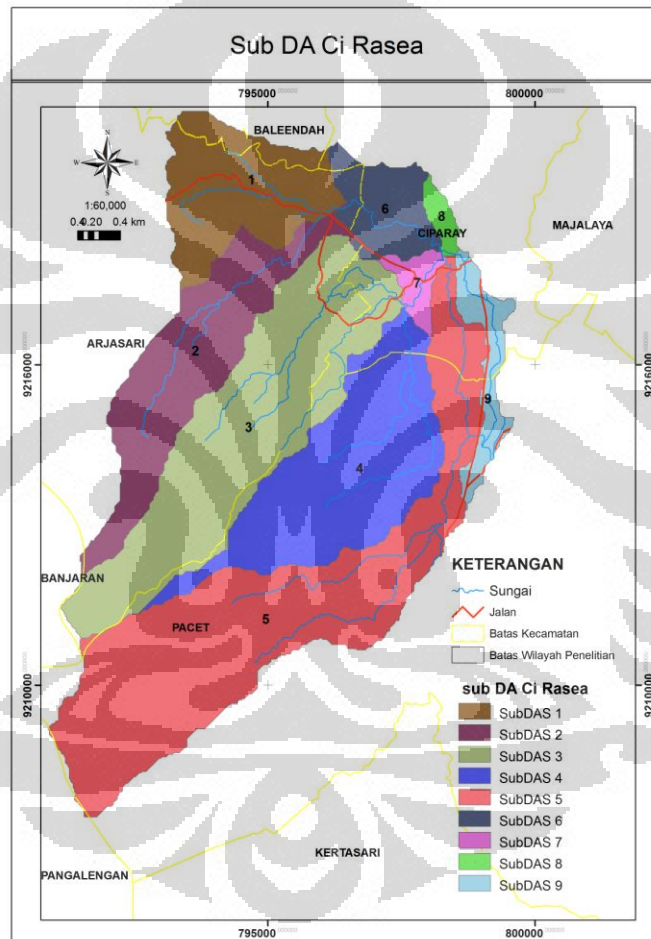 Sub DA Ci Rasea
795000
800000
BALEENDAH
N
W
E
S
1
1:60,000
0.4 0.20 0.4 km
6
8
CIPARAY
MAJALAYA
7
ARJASARI
2
9216000
9216000
9
3
4
KETERANGAN
Sungai
Jalan
Batas Kecamatan
Batas Wilayah Penelitian
BANJARAN
PACET
5
sub DA Ci Rasea
9210000
9210000
SubDAS 1
SubDAS 2
SubDAS 3
SubDAS 4
SubDAS 5
SubDAS 6
SubDAS 7
SubDAS 8
SubDAS 9
KERTASARI
PANGALENGAN
795000
800000